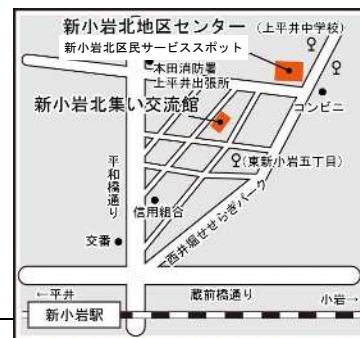 新小岩北地区センター
(上平井中学校)
新小岩北区民サービススポット
本田消防署
上平井出張所
コンビニ
新小岩北集い交流館
(東新小岩五丁目)
平和橋通り
信用組合
西井堀せせらぎパーク
交番
←平井
蔵前橋通り
小岩→
新小岩駅